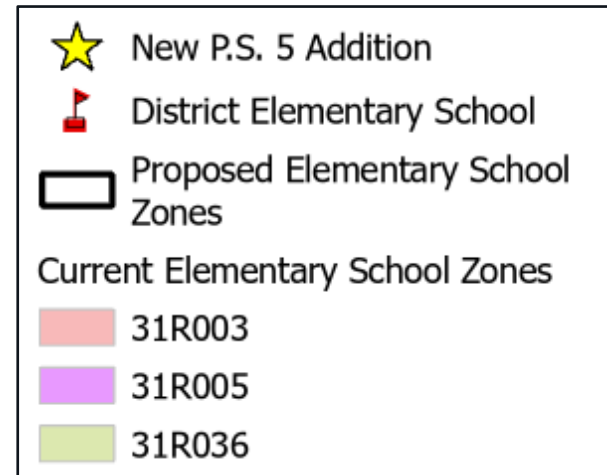 New P.S. 5 Addition
District Elementary School
Proposed Elementary School
Zones
Current Elementary School Zones
31R003
31R005
31R036